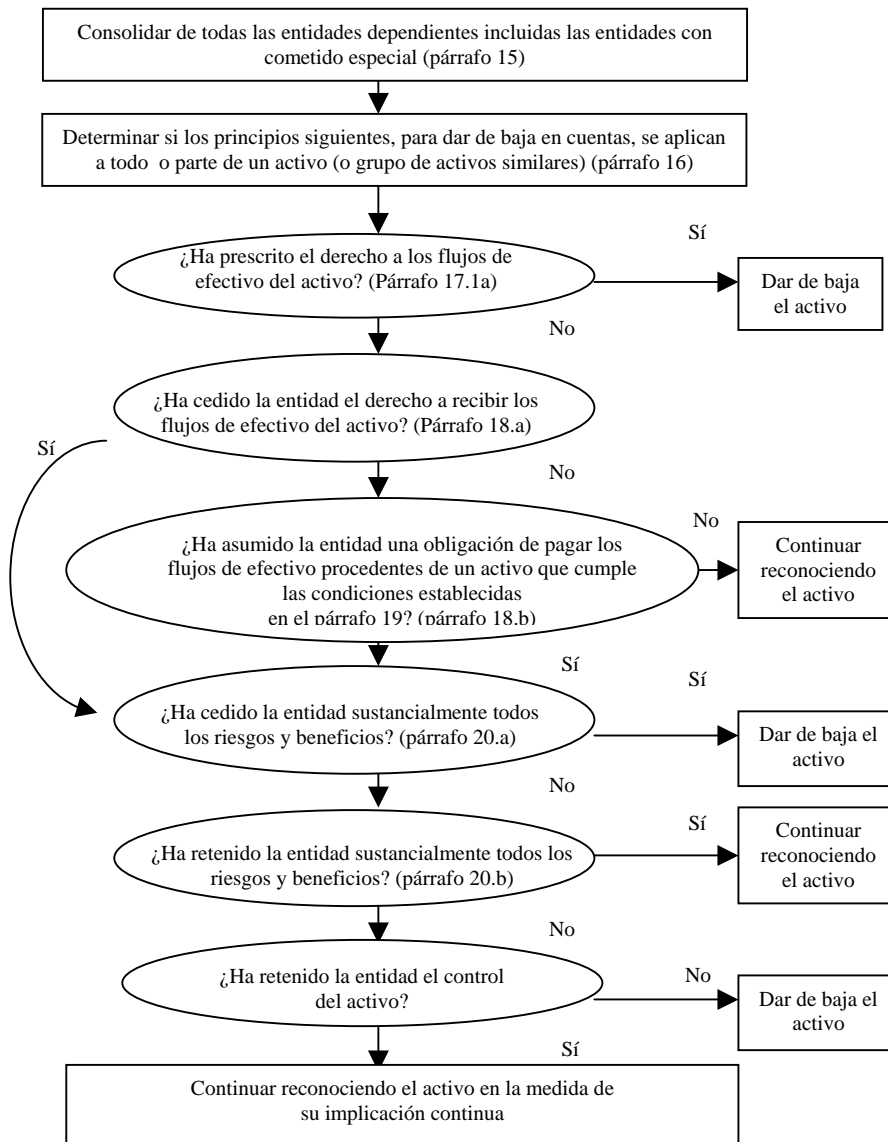 Consolidar de todas las entidades dependientes incluidas las entidades con
cometido especial (párrafo 15)
Determinar si los principios siguientes, para dar de baja en cuentas, se aplican
a todo o parte de un activo (o grupo de activos similares) (párrafo 16)
Sí
¿Ha prescrito el derecho a los flujos de
efectivo del activo? (Párrafo 17.1a)
Dar de baja
el activo
No
¿Ha cedido la entidad el derecho a recibir los
flujos de efectivo del activo? (Párrafo 18.a)
Sí
No
No
¿Ha asumido la entidad una obligación de pagar los
flujos de efectivo procedentes de un activo que cumple
las condiciones establecidas
en el párrafo 19? (párrafo 18.b)
Continuar
reconociendo
el activo
Sí
Sí
¿Ha cedido la entidad sustancialmente todos
los riesgos y beneficios? (párrafo 20.a)
Dar de baja el
activo
No
Sí
¿Ha retenido la entidad sustancialmente todos los
riesgos y beneficios? (párrafo 20.b)
Continuar
reconociendo
el activo
No
¿Ha retenido la entidad el control
del activo?
No
Dar de baja el
activo
Sí
Continuar reconociendo el activo en la medida de
su implicación continua